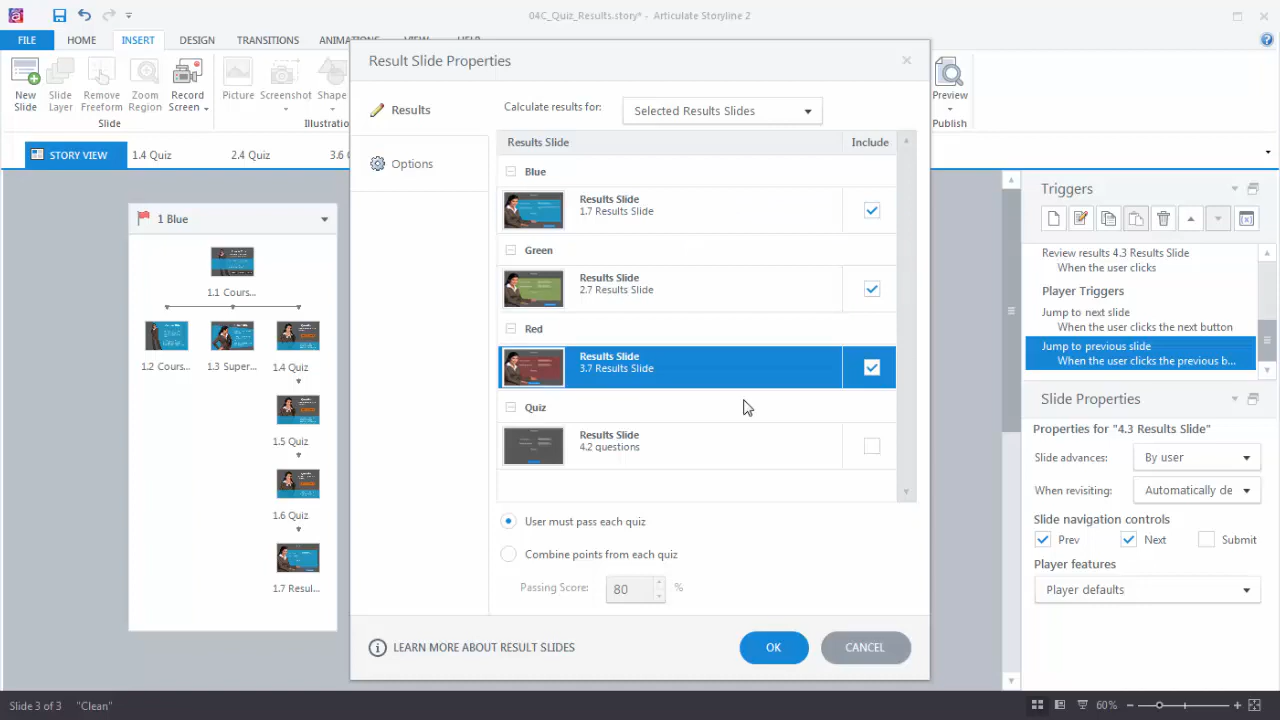 04C_Quiz_Results.story* - Articulate Storyline 2
FILE
HOME
INSERT
DESIGN
TRANSITIONS
HELP
New
Slide
Slide
Layer
Remove
Freeform
Zoom
Region
Record
Screen
Slide
Picture
Screenshot
Shape
Preview
Publish
STORY VIEW
1.4 Quiz
2.4 Quiz
1 Blue
1.1 Cours...
1.2 Cours...
1.3 Super...
1.4 Quiz
1.5 Quiz
1.6 Quiz
1.7 Resul...
Result Slide Properties
Results
Options
Calculate results for:
Selected Results Slides
Results Slide
Include
Blue
Results Slide
1.7 Results Slide
Green
Results Slide
2.7 Results Slide
Red
Results Slide
3.7 Results Slide
Quiz
Results Slide
4.2 questions
User must pass each quiz
Combine points from each quiz
Passing Score:
80
%
LEARN MORE ABOUT RESULT SLIDES
OK
CANCEL
Triggers
Review results 4.3 Results Slide
When the user clicks
Player Triggers
Jump to next slide
When the user clicks the next button
Jump to previous slide
When the user clicks the previous b...
Slide Properties
Properties for "4.3 Results Slide"
Slide advances:
By user
When revisiting:
Automatically de
Slide navigation controls
Prev
Next
Submit
Player features
Player defaults
Slide 3 of 3
"Clean"
60%